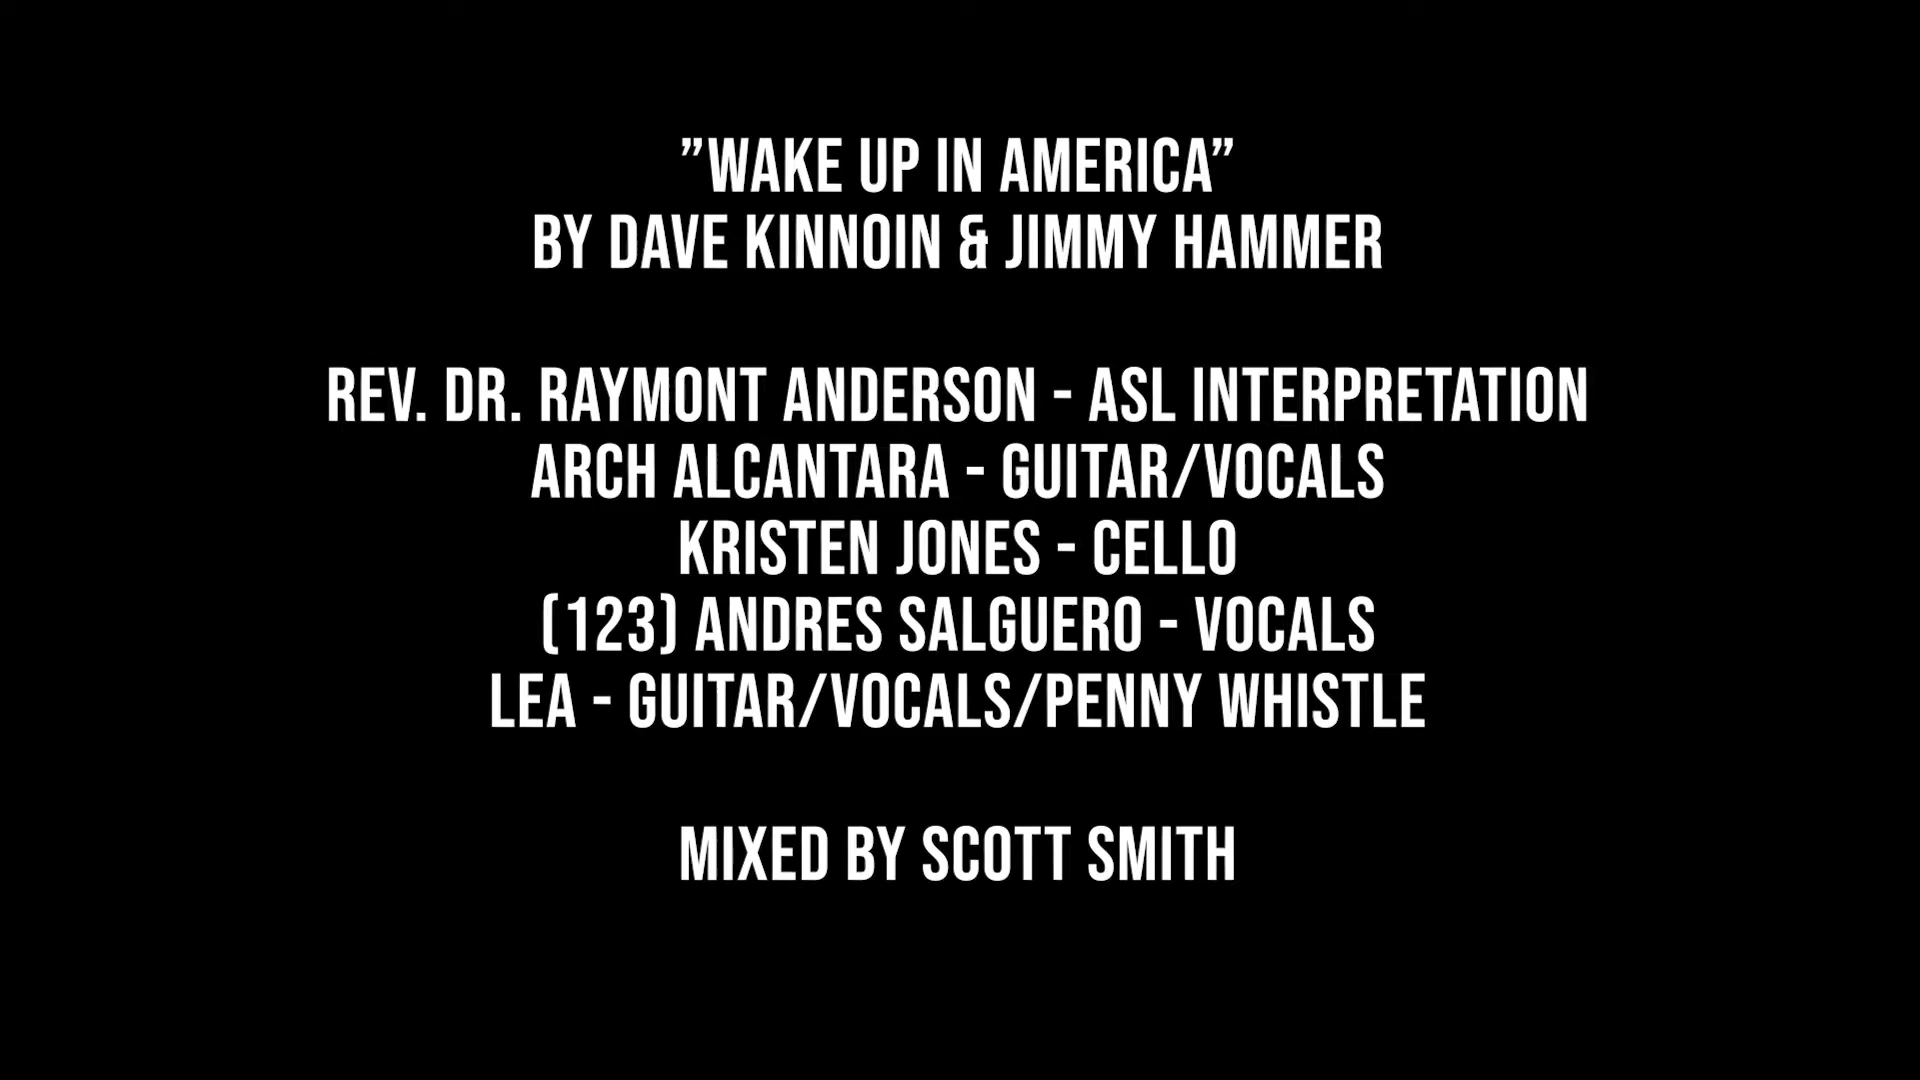 ”WAKE UP IN AMERICA”
BY DAVE KINNOIN & JIMMY HAMMER
REV. DR. RAYMONT ANDERSON - ASL INTERPRETATION
ARCH ALCANTARA - GUITAR/VOCALS
KRISTEN JONES - CELLO
(123) ANDRES SALGUERO - VOCALS
LEA - GUITAR/VOCALS/PENNY WHISTLE
MIXED BY SCOTT SMITH